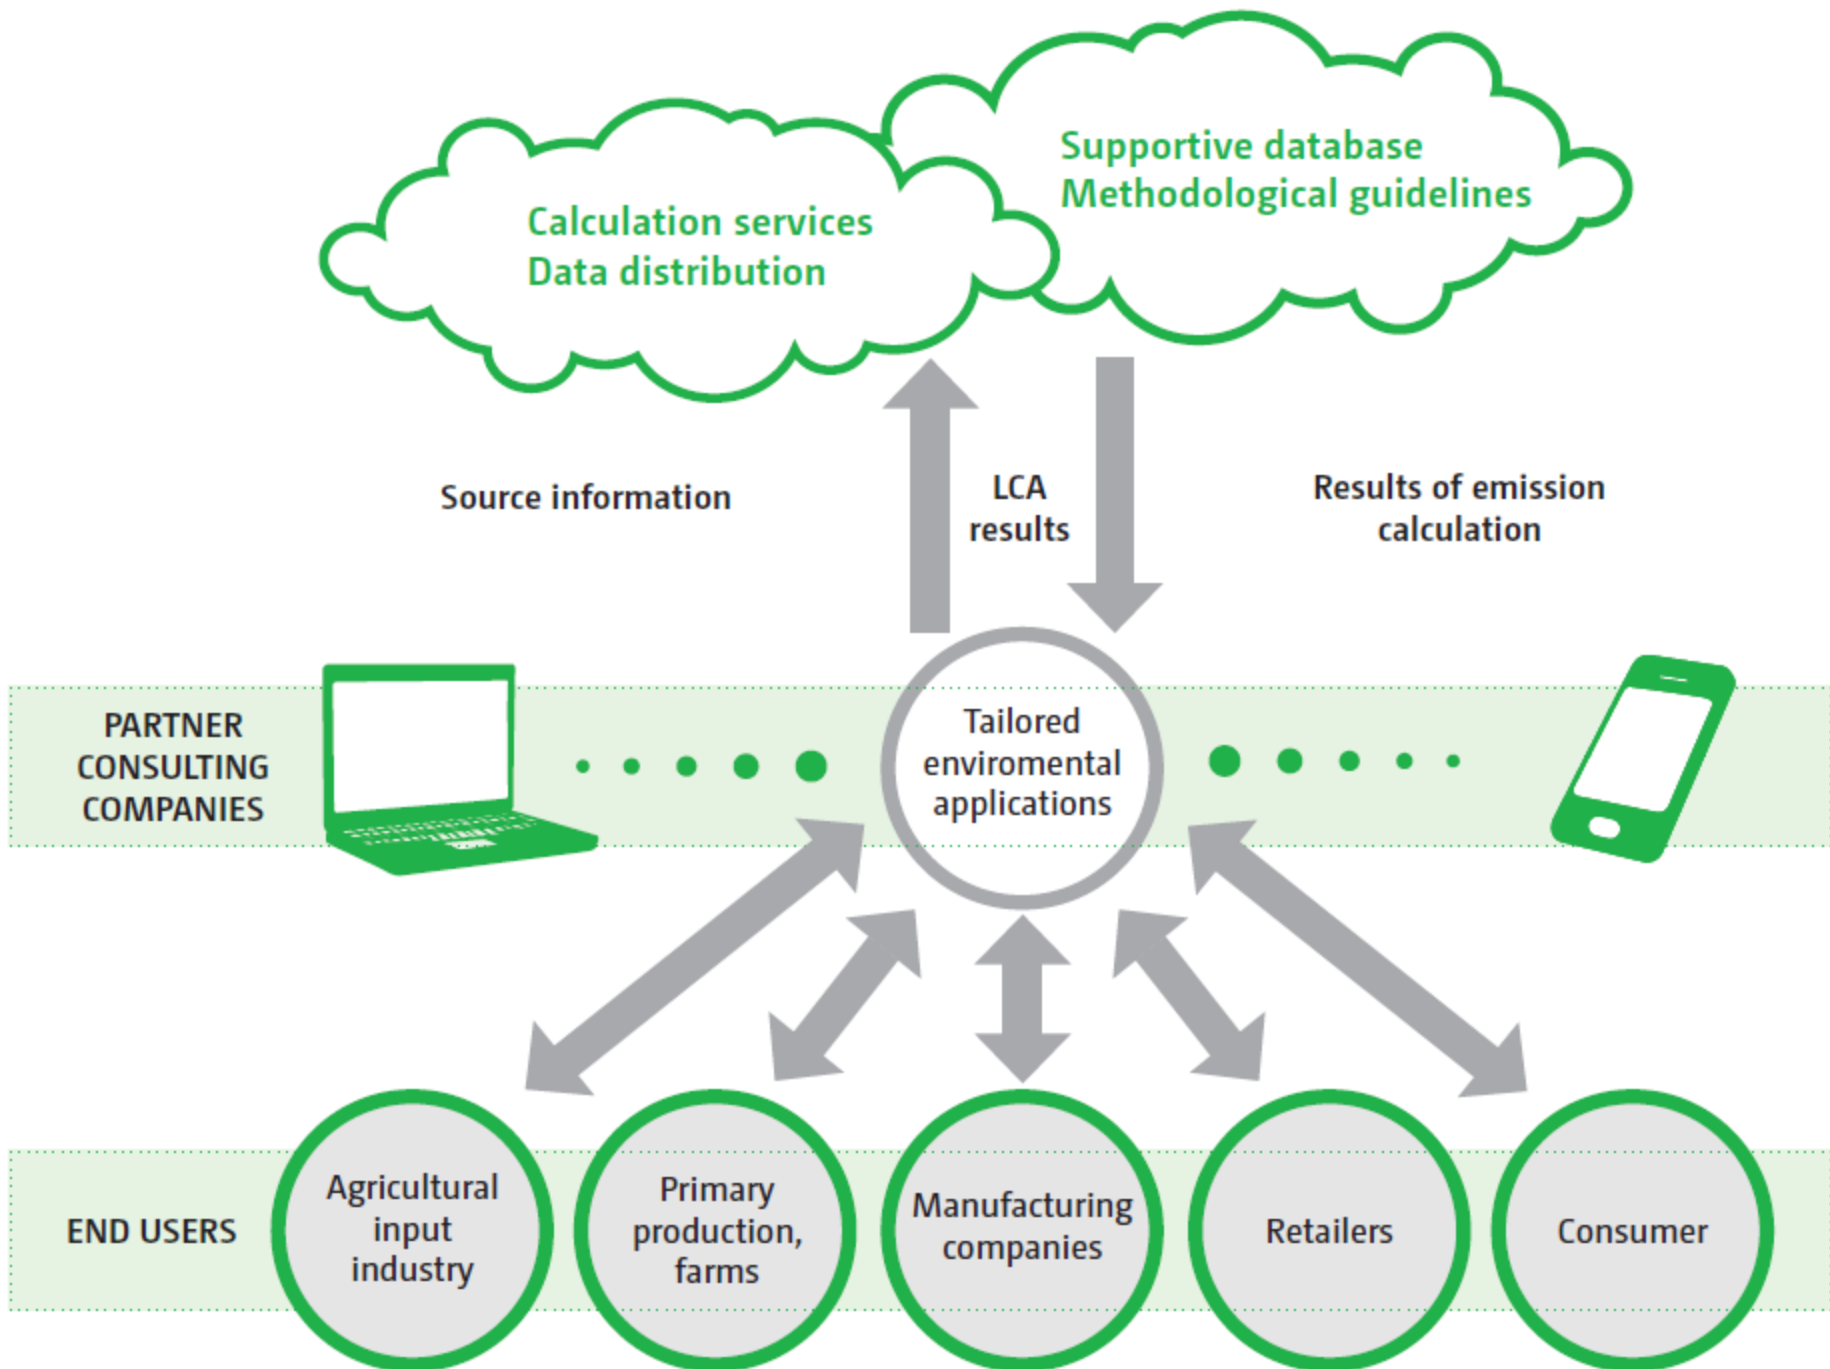 Supportive database
Methodological guidelines
Calculation services
Data distribution
Source information
LCA
results
Results of emission
calculation
PARTNER
CONSULTING
COMPANIES
Tailored
enviromental
applications
END USERS
Agricultural
input
industry
Primary
production,
farms
Manufacturing
companies
Retailers
Consumer